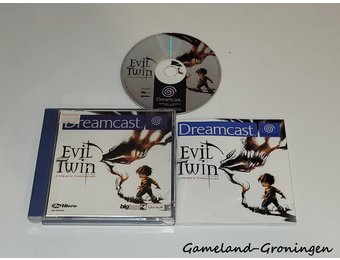 EVIL
TWIN
Dreamcast.
Dreamcast
EVIL
TWIN
CYPRIEN'S CHRONICLES
Dreamcast
EVIL
TWIN
CYPRIEN'S CHRONICLES
Gameland-Groningen